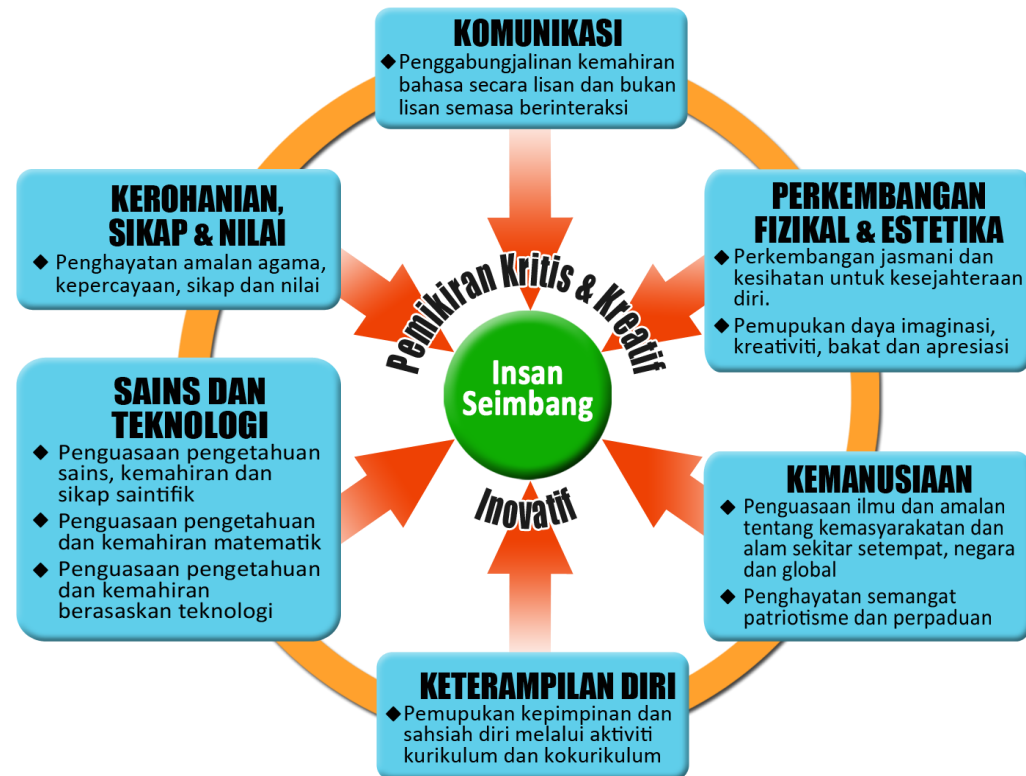 KOMUNIKASI
◆Penggabungjalinan kemahiran
bahasa secara lisan dan bukan
lisan semasa berinteraksi
KEROHANIAN,
SIKAP & NILAI
◆ Penghayatan amalan agama,
kepercayaan, sikap dan nilai
PERKEMBANGAN
FIZIKAL & ESTETIKA
◆ Perkembangan jasmani dan
kesihatan untuk kesejahteraan
diri.
◆ Pemupukan daya imaginasi,
kreativiti, bakat dan apresiasi
Pemikiran Kritis & Kreatif
Insan
Seimbang
Inovatif
SAINS DAN
TEKNOLOGI
◆ Penguasaan pengetahuan
sains, kemahiran dan
sikap saintifik
◆ Penguasaan pengetahuan
dan kemahiran matematik
◆ Penguasaan pengetahuan
dan kemahiran
berasaskan teknologi
KEMANUSIAAN
◆ Penguasaan ilmu dan amalan
tentang kemasyarakatan dan
alam sekitar setempat, negara
dan global
◆ Penghayatan semangat
patriotisme dan perpaduan
KETERAMPILAN DIRI
◆Pemupukan kepimpinan dan
sahsiah diri melalui aktiviti
kurikulum dan kokurikulum